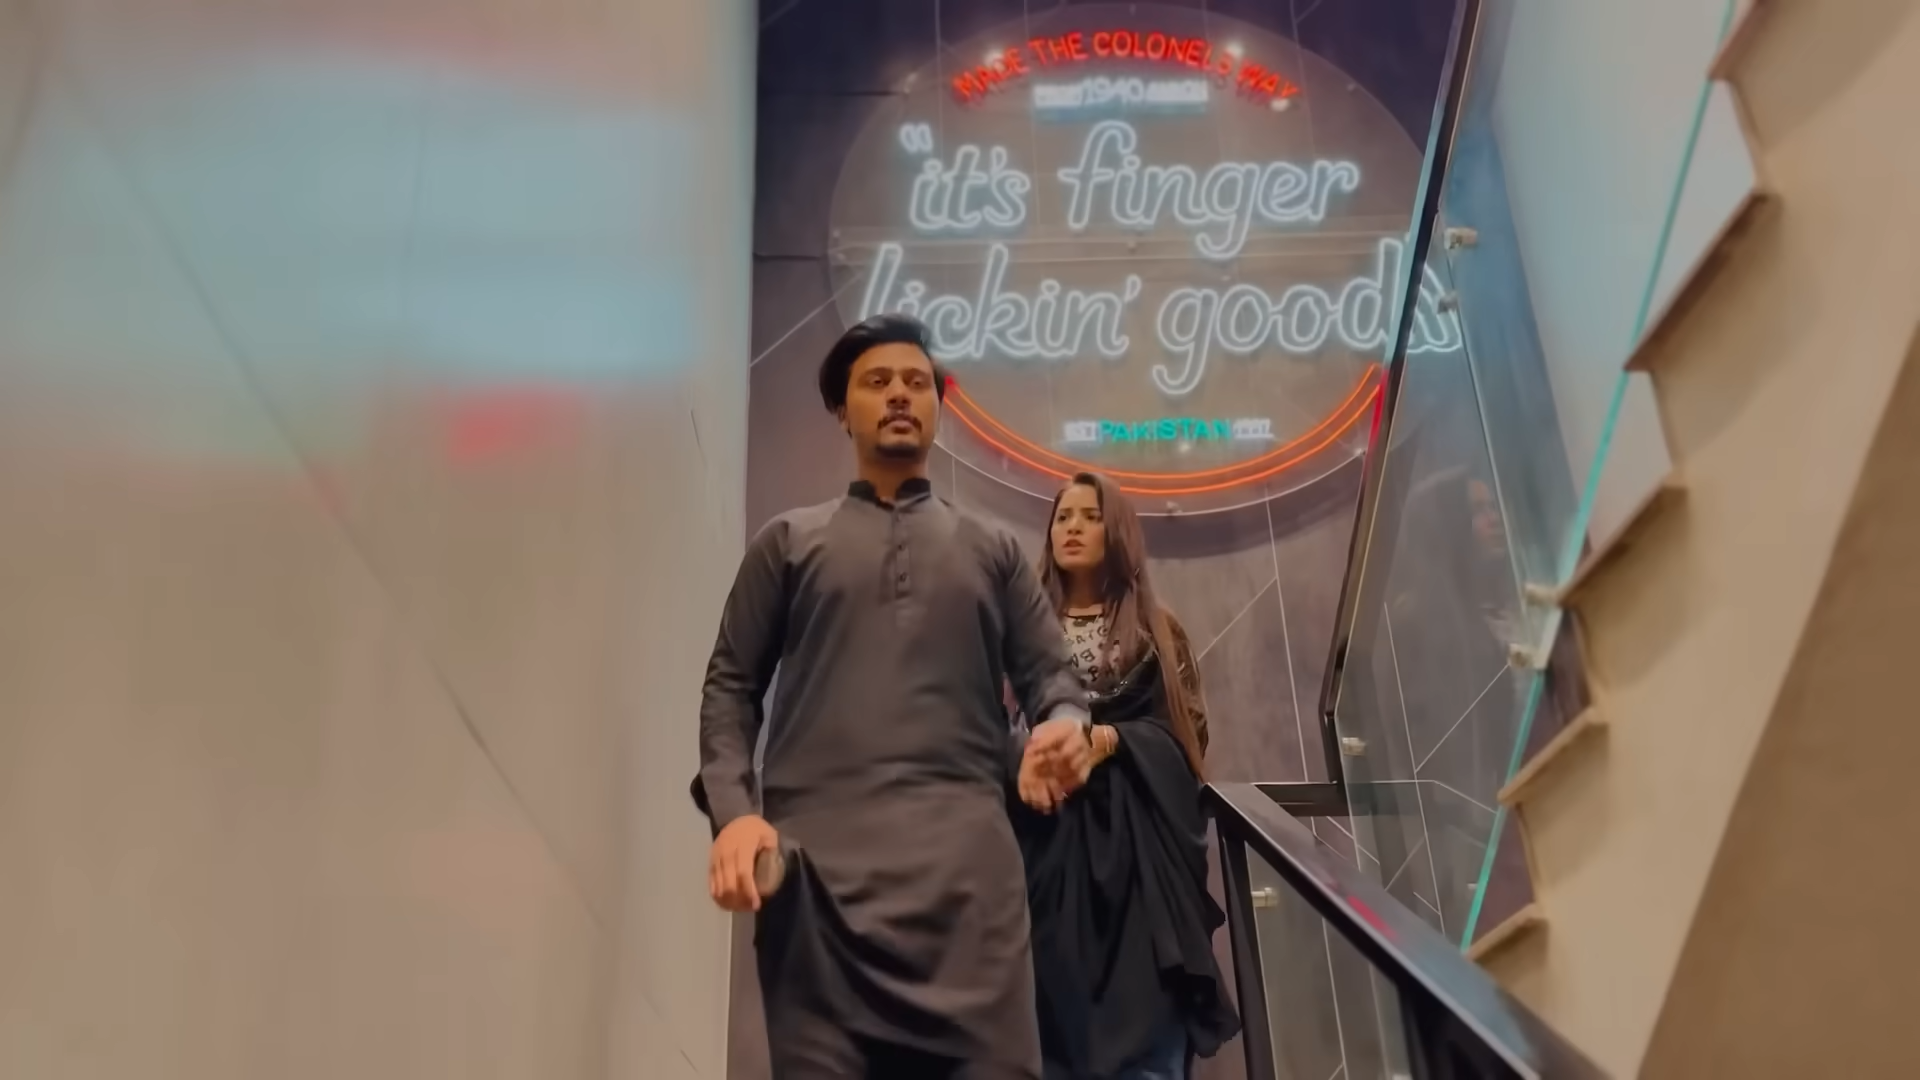 MADE THE COLONEL'S WAY
1940
"it's finger
lickin' good"
PAKISTAN